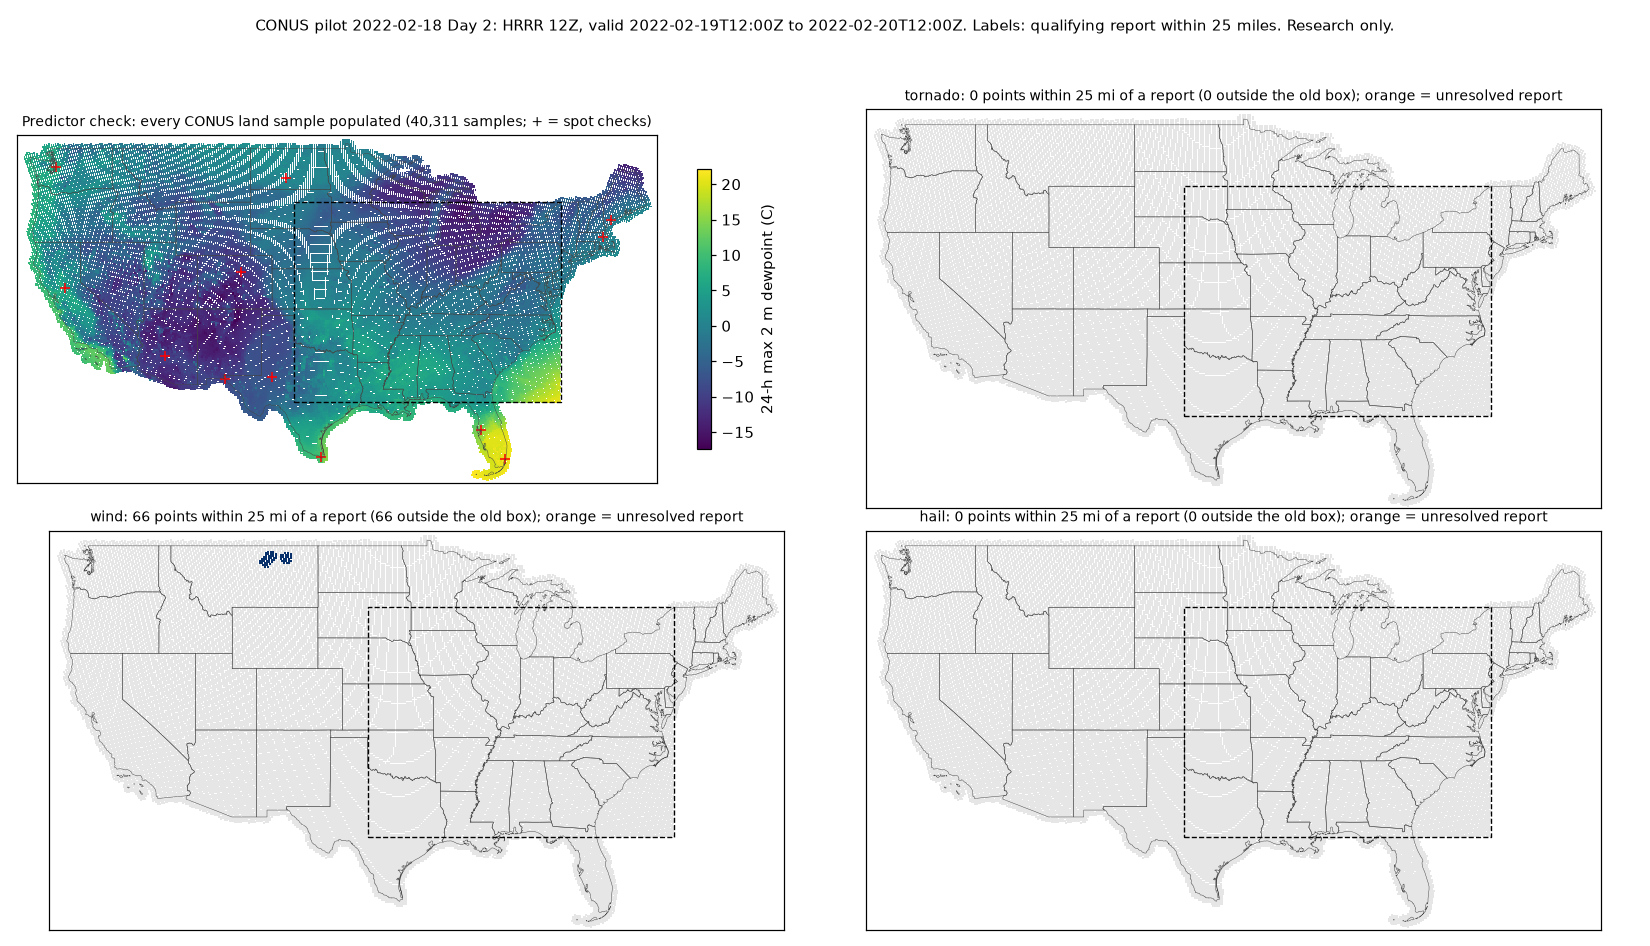 CONUS pilot 2022-02-18 Day 2: HRRR 12Z, valid 2022-02-19T12:00Z to 2022-02-20T12:00Z. Labels: qualifying report within 25 miles. Research only.
Predictor check: every CONUS land sample populated (40,311 samples; + = spot checks)
20
15
10
5
0
−5
−10
−15
24-h max 2 m dewpoint (C)
tornado: 0 points within 25 mi of a report (0 outside the old box); orange = unresolved report
wind: 66 points within 25 mi of a report (66 outside the old box); orange = unresolved report
hail: 0 points within 25 mi of a report (0 outside the old box); orange = unresolved report